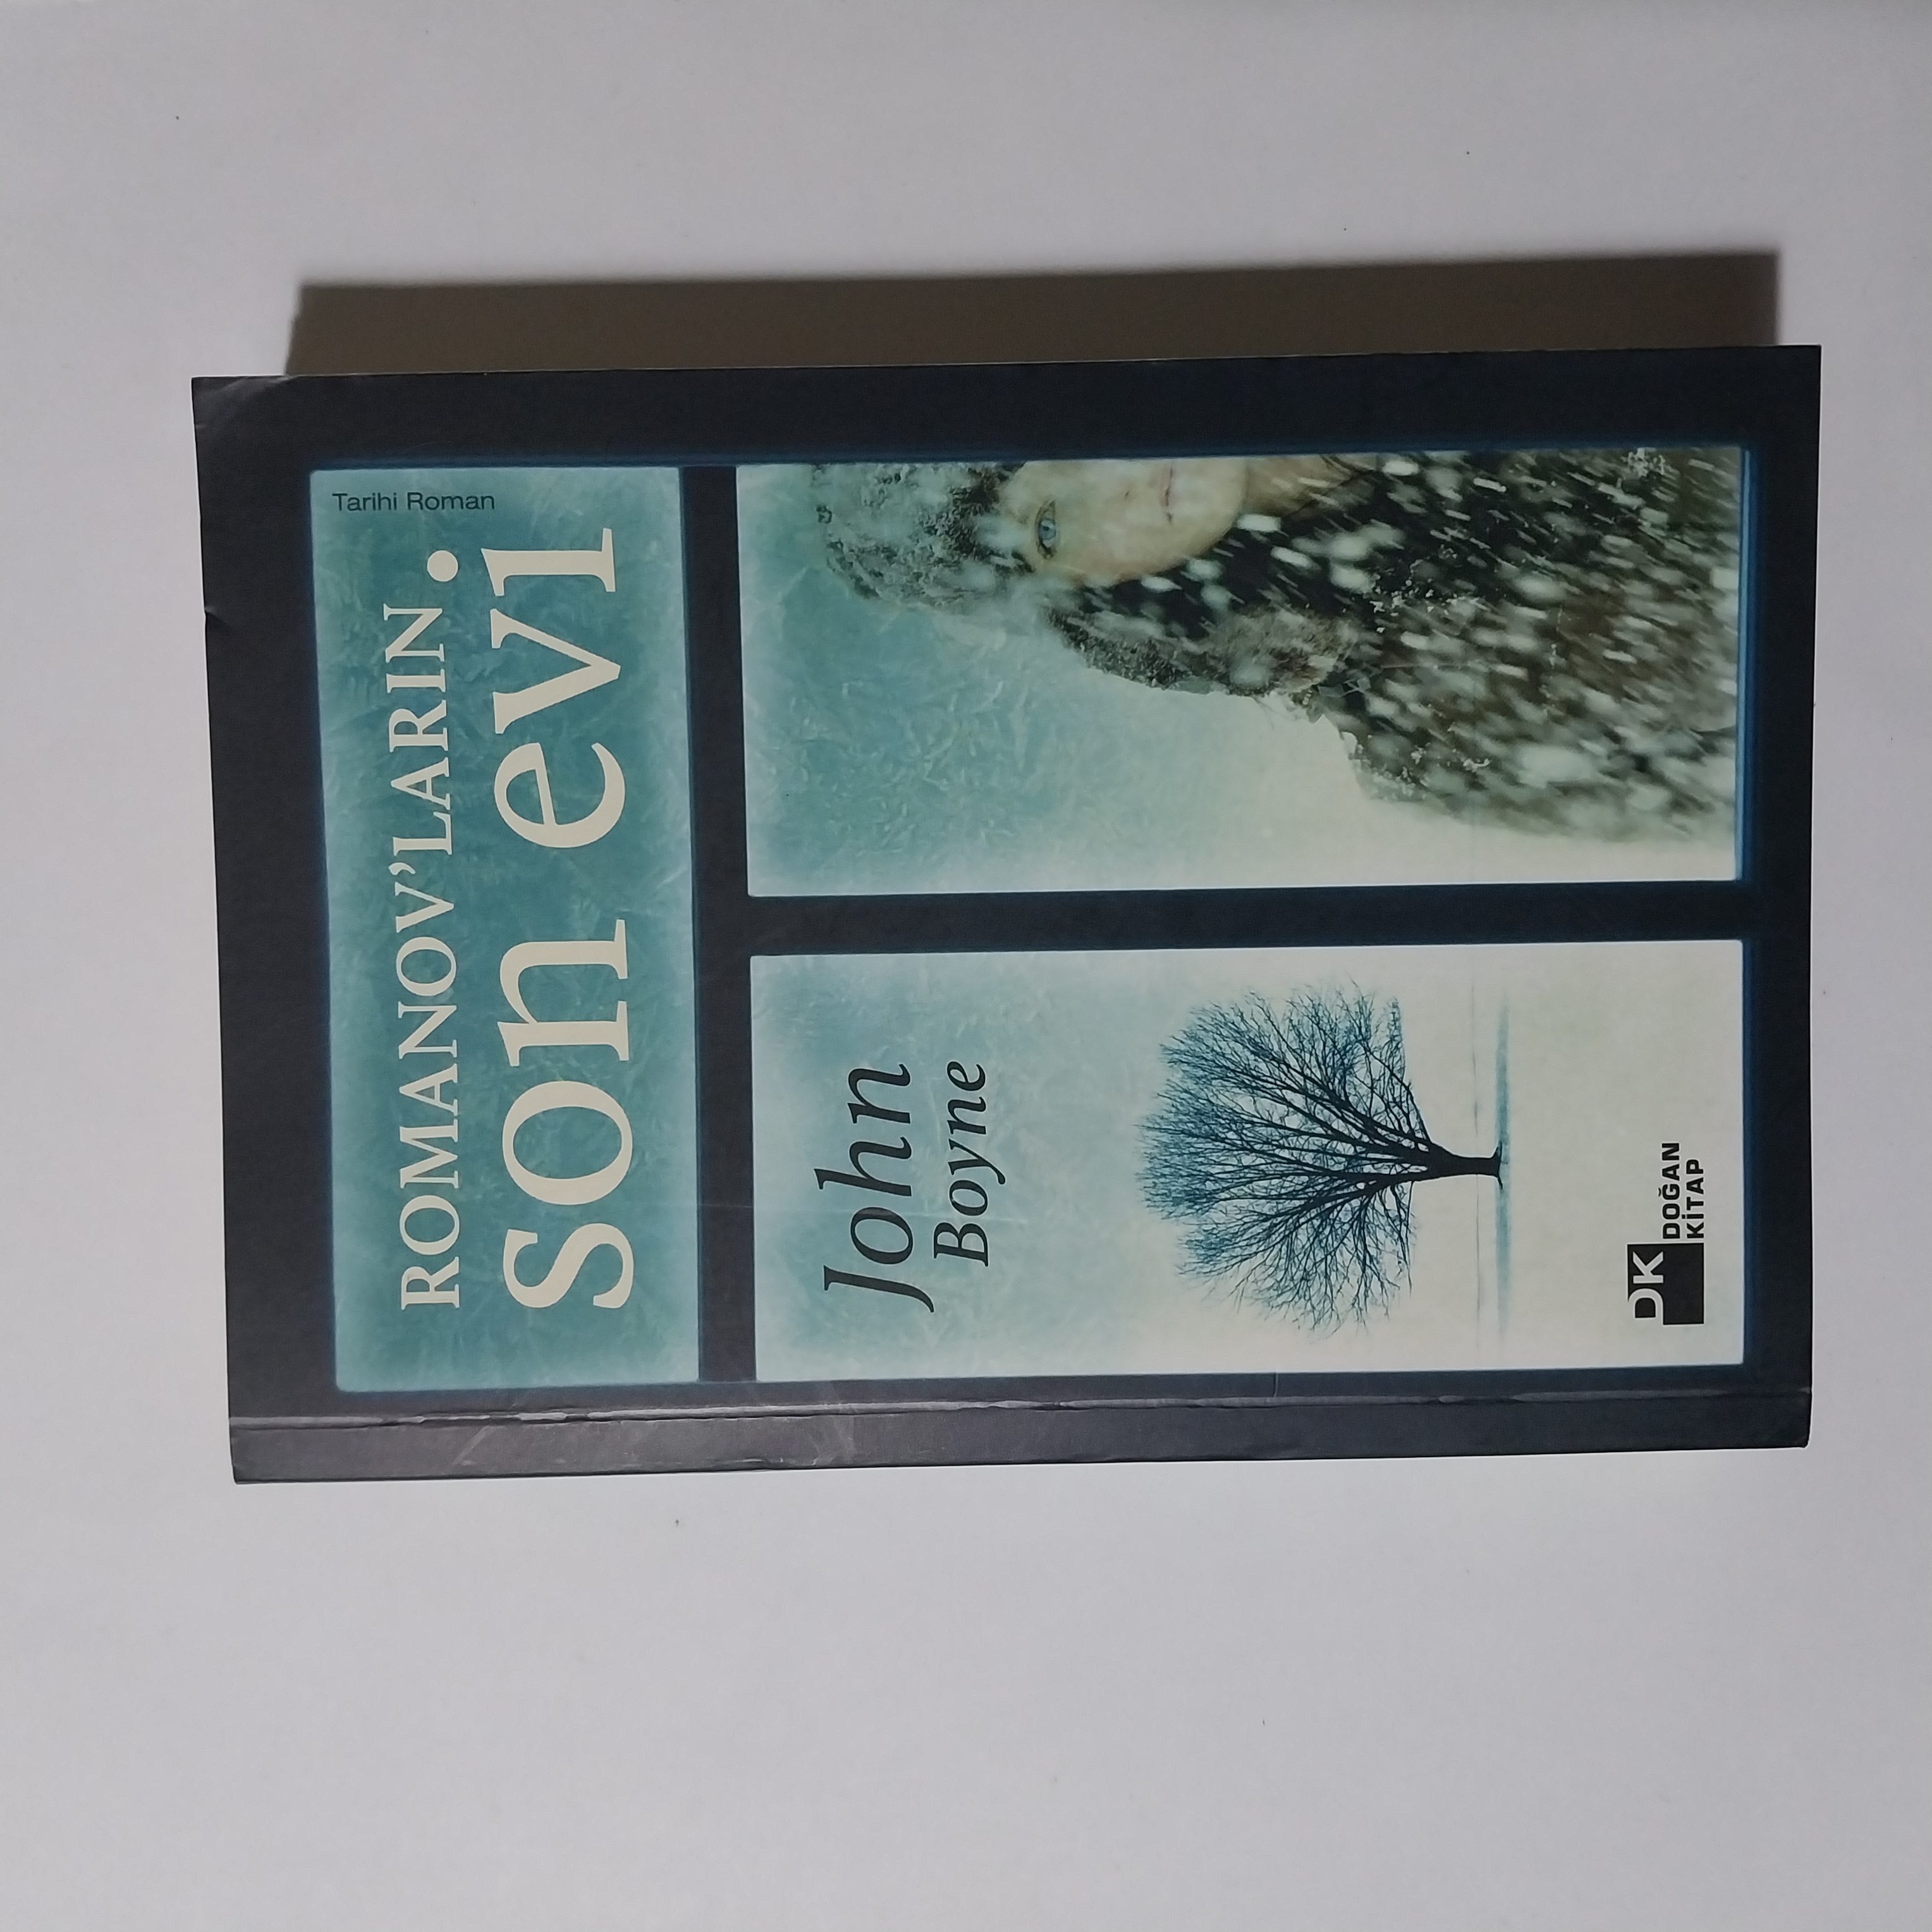 Tarihi Roman
ROMANOV'LARIN
son evi
John
Boyne
DK
DOĞAN
KİTAP